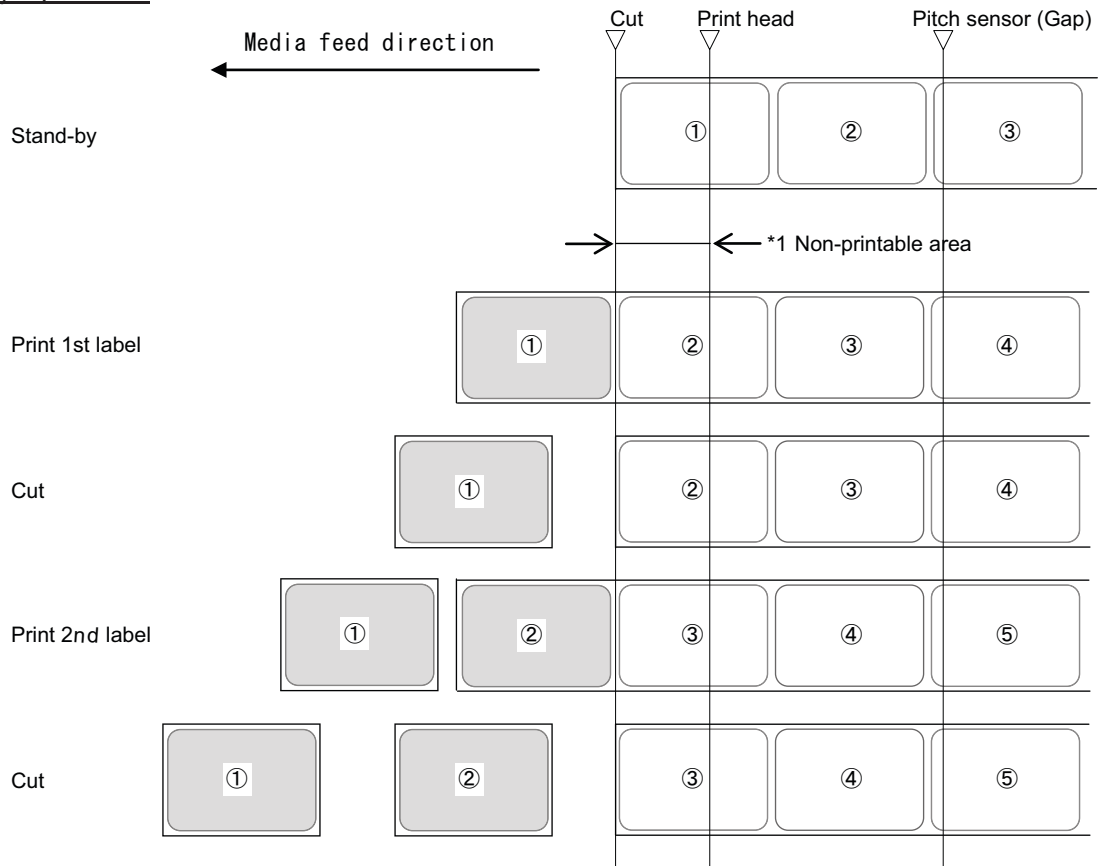 Cut Print head Pitch sensor (Gap)
Media feed direction
Stand-by ① ② ③
*1 Non-printable area
Print 1st label ① ② ③ ④
Cut ① ② ③ ④
Print 2nd label ① ② ③ ④ ⑤
Cut ① ② ③ ④ ⑤